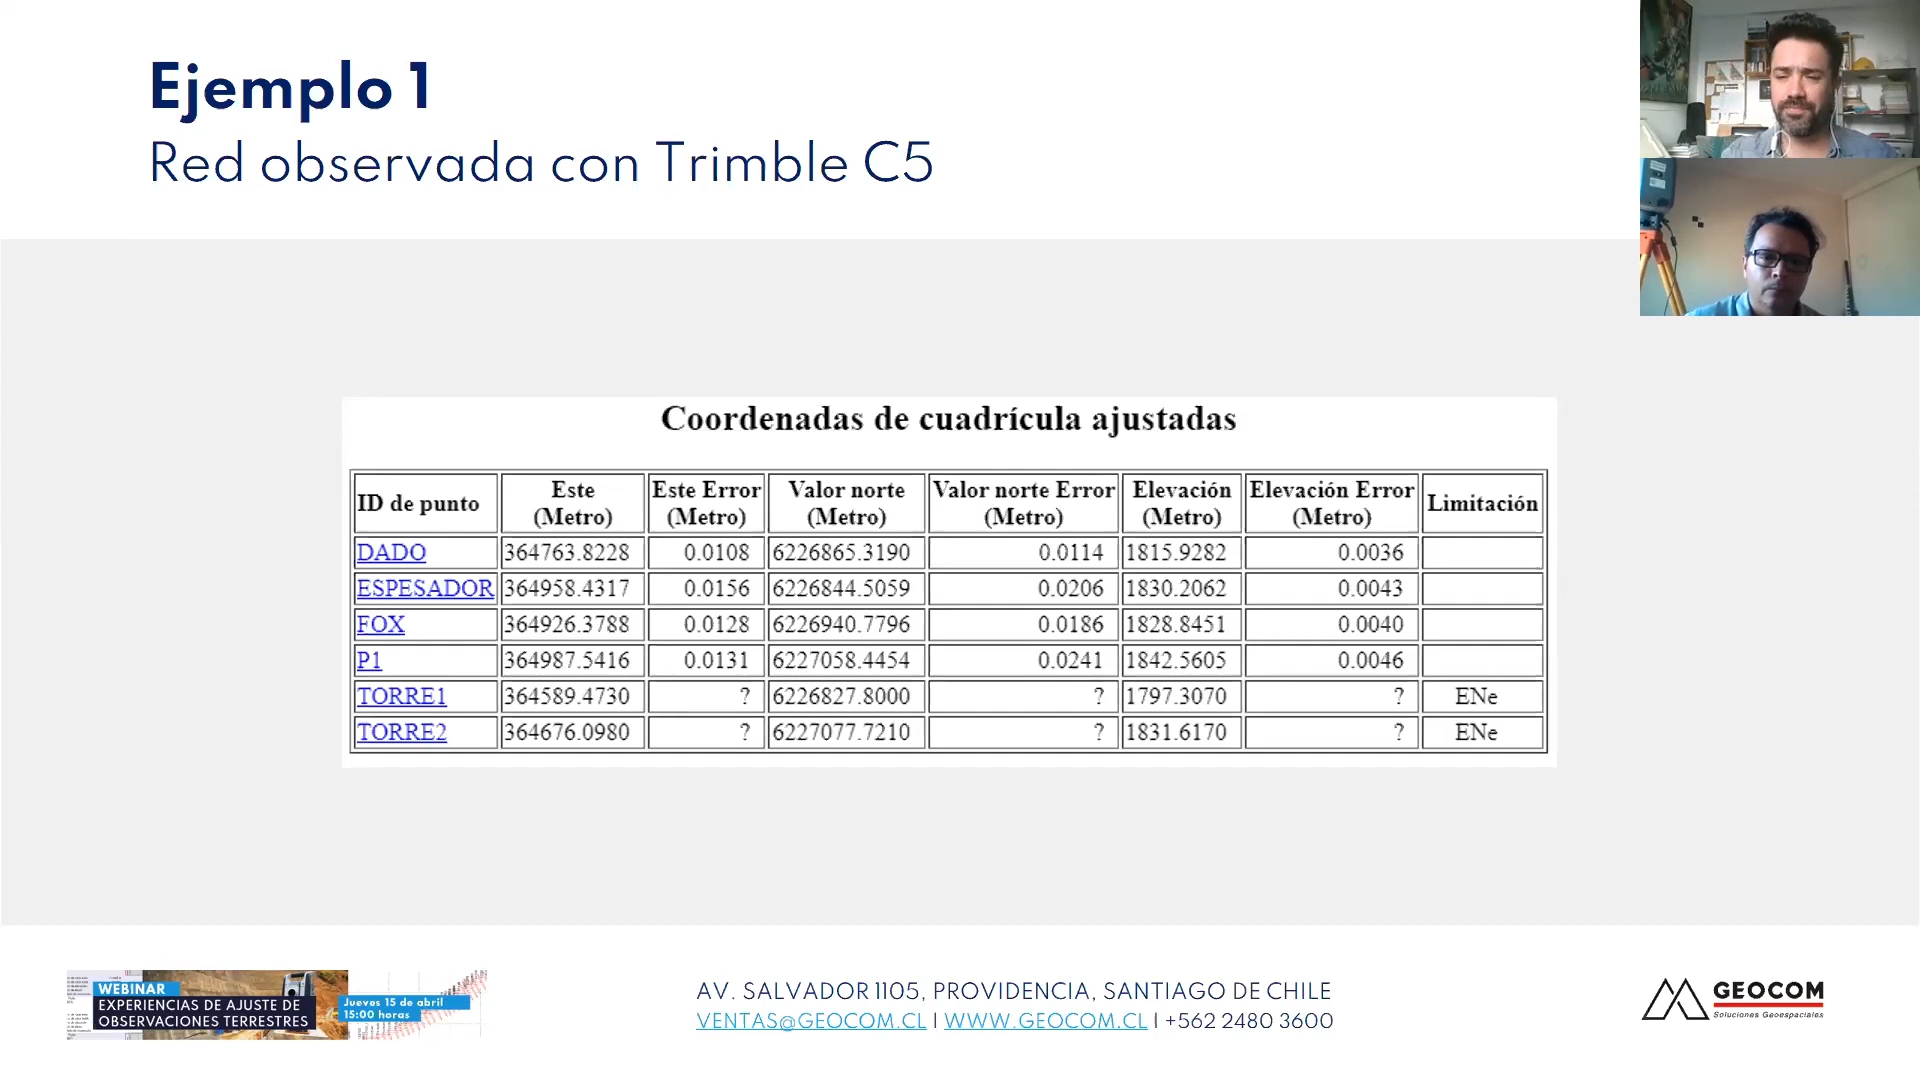 Ejemplo 1
Red observada con Trimble C5
Coordenadas de cuadrícula ajustadas
ID de punto Este (Metro) Este Error (Metro) Valor norte (Metro) Valor norte Error (Metro) Elevación (Metro) Elevación Error (Metro) Limitación
DADO 364763.8228 0.0108 6226865.3190 0.0114 1815.9282 0.0036
ESPESADOR 364958.4317 0.0156 6226844.5059 0.0206 1830.2062 0.0043
FOX 364926.3788 0.0128 6226940.7796 0.0186 1828.8451 0.0040
P1 364987.5416 0.0131 6227058.4454 0.0241 1842.5605 0.0046
TORRE1 364589.4730 ? 6226827.8000 ? 1797.3070 ? ENe
TORRE2 364676.0980 ? 6227077.7210 ? 1831.6170 ? ENe
WEBINAR
EXPERIENCIAS DE AJUSTE DE
OBSERVACIONES TERRESTRES
Jueves 15 de abril
15:00 horas
AV. SALVADOR 1105, PROVIDENCIA, SANTIAGO DE CHILE
VENTAS@GEOCOM.CL | WWW.GEOCOM.CL | +562 2480 3600
GEOCOM
Soluciones Geoespaciales